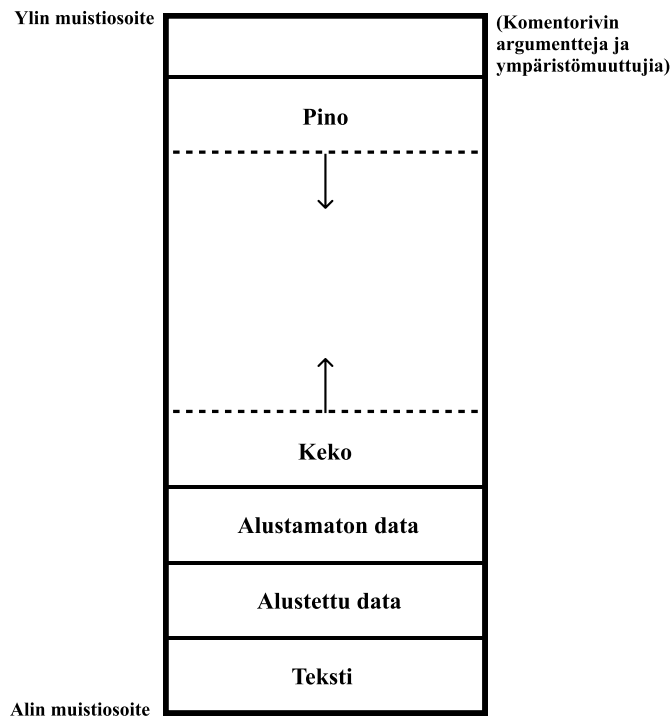 Ylin muistiosoite
(Komentorivin
argumentteja ja
ympäristömuuttujia)
Pino
Keko
Alustamaton data
Alustettu data
Teksti
Alin muistiosoite